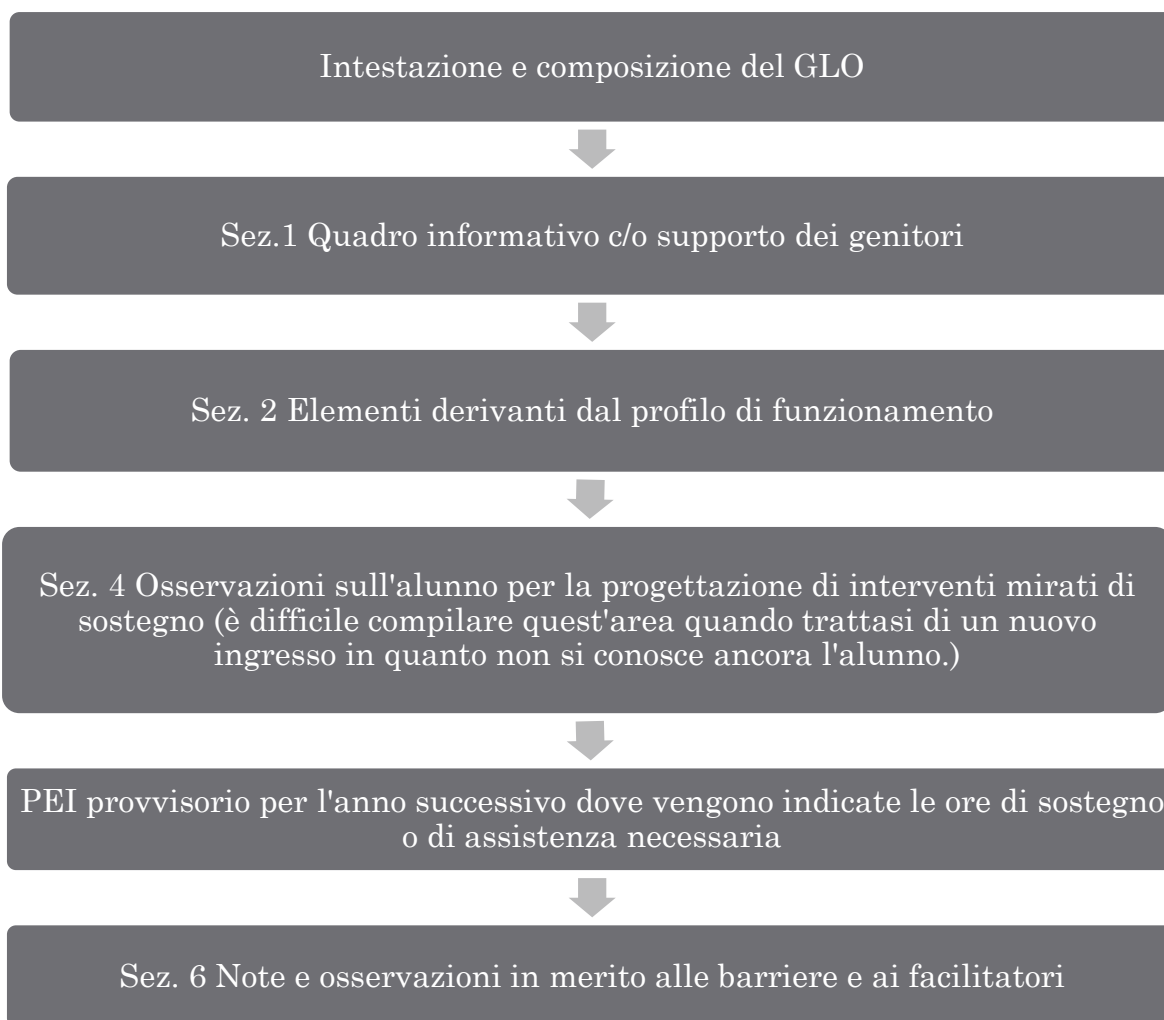 Intestazione e composizione del GLO
Sez.1 Quadro informativo c/o supporto dei genitori
Sez. 2 Elementi derivanti dal profilo di funzionamento
Sez. 4 Osservazioni sull'alunno per la progettazione di interventi mirati di
sostegno (è difficile compilare quest'area quando trattasi di un nuovo
ingresso in quanto non si conosce ancora l'alunno.)
PEI provvisorio per l'anno successivo dove vengono indicate le ore di sostegno
o di assistenza necessaria
Sez. 6 Note e osservazioni in merito alle barriere e ai facilitatori